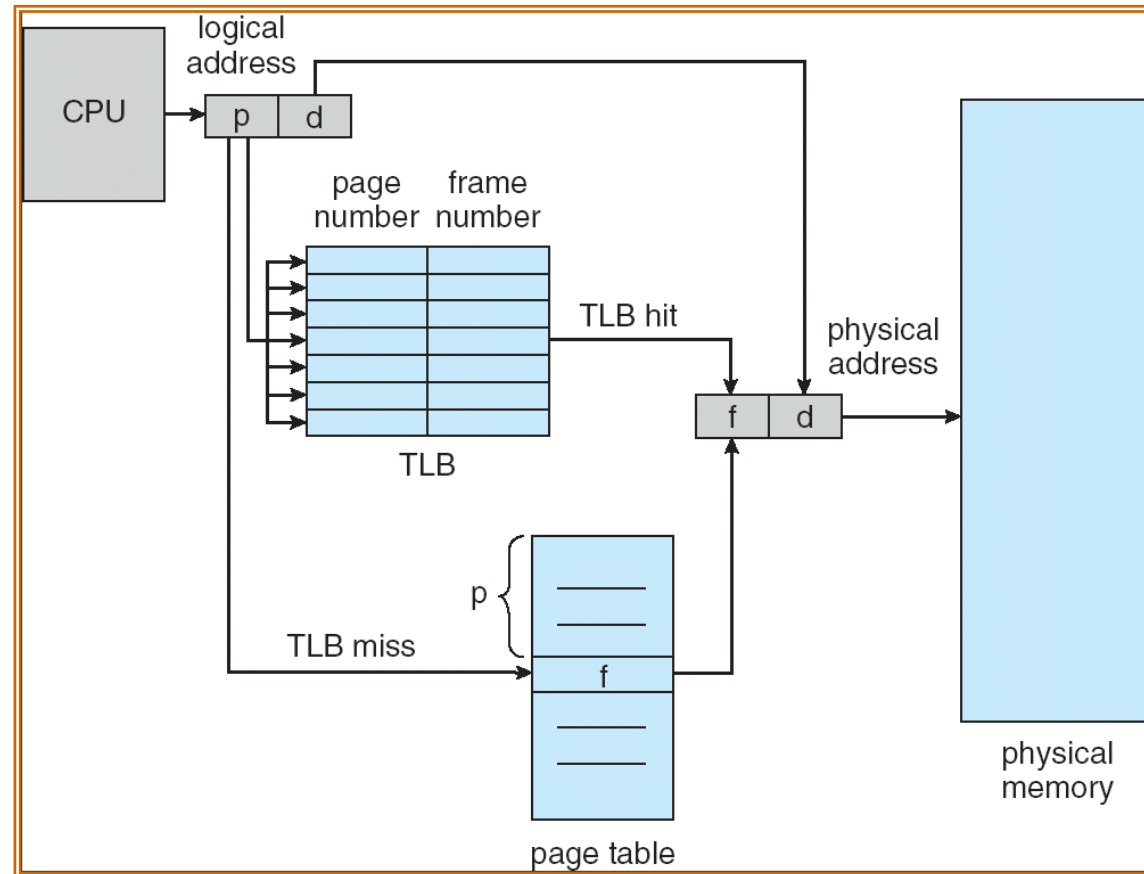 logical
address
CPU
p
d
page
number
frame
number
TLB hit
physical
address
f
d
TLB
p
TLB miss
f
physical
memory
page table